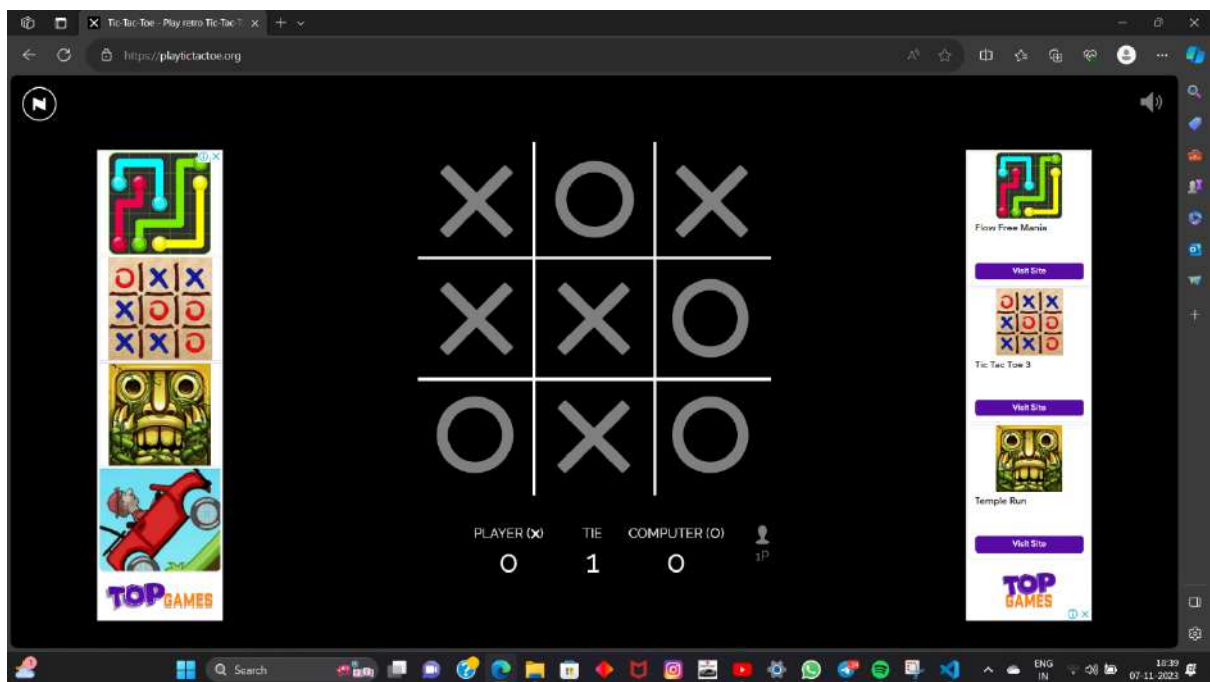 Tic-Tac-Toe - Play retro Tic-Tac-T
https://playtictactoe.org
N
X O X
X X O
O X O
PLAYER (X) TIE COMPUTER (O)
0 1 0
1P
TOP GAMES
Flow Free Mania
Visit Site
Tic Tac Toe 3
Visit Site
Temple Run
Visit Site
TOP GAMES
Search
ENG
IN
18:39
07-11-2023